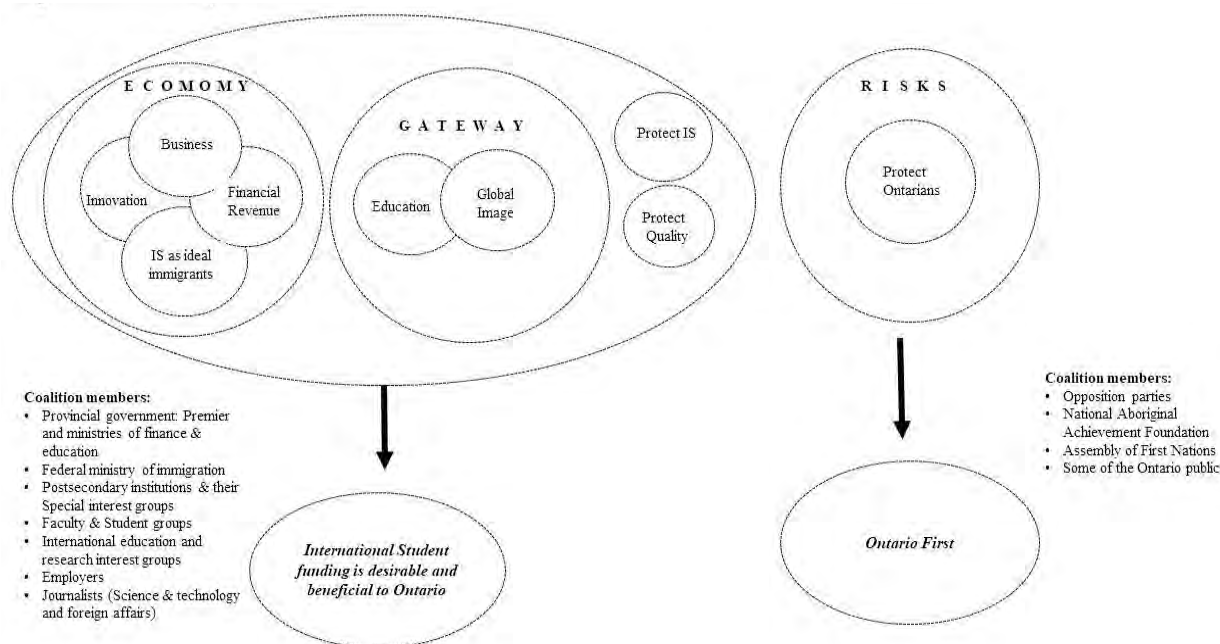 E C O M O M Y
Business
Innovation
Financial
Revenue
IS as ideal
immigrants
G A T E W A Y
Education
Global
Image
Protect IS
Protect
Quality
R I S K S
Protect
Ontarians
Coalition members:
• Provincial government: Premier
and ministries of finance &
education
• Federal ministry of immigration
• Postsecondary institutions & their
Special interest groups
• Faculty & Student groups
• International education and
research interest groups
• Employers
• Journalists (Science & technology
and foreign affairs)
International Student
funding is desirable and
beneficial to Ontario
Coalition members:
• Opposition parties
• National Aboriginal
Achievement Foundation
• Assembly of First Nations
• Some of the Ontario public
Ontario First